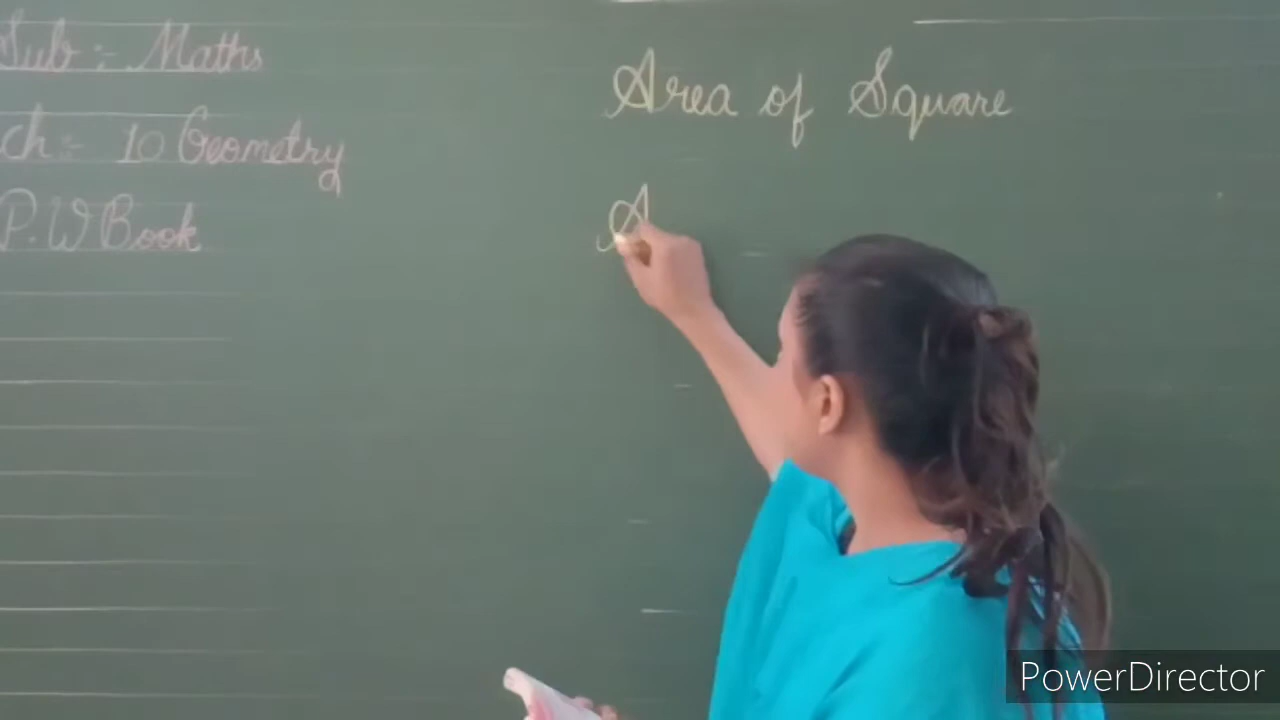 Sub :- Maths
Ch :- 10 Geometry
P.W Book
Area of Square
A
PowerDirector